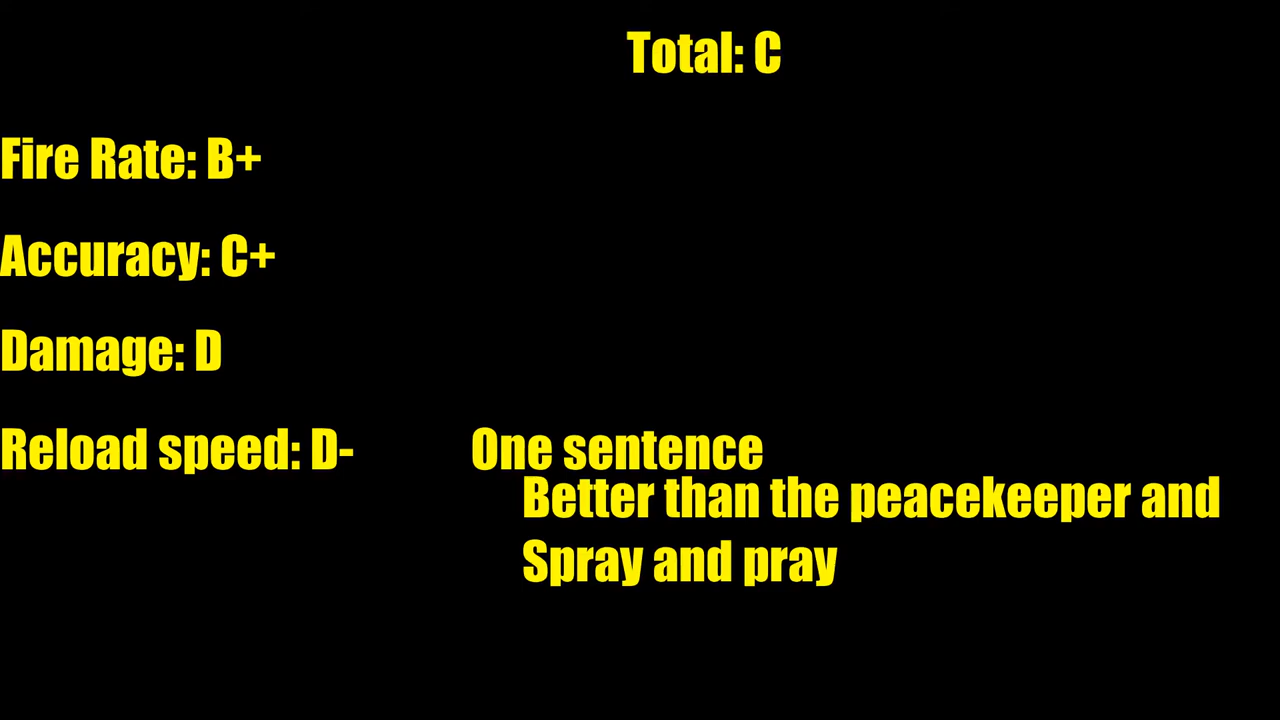 Total: C
Fire Rate: B+
Accuracy: C+
Damage: D
Reload speed: D-
One sentence
Better than the peacekeeper and
Spray and pray